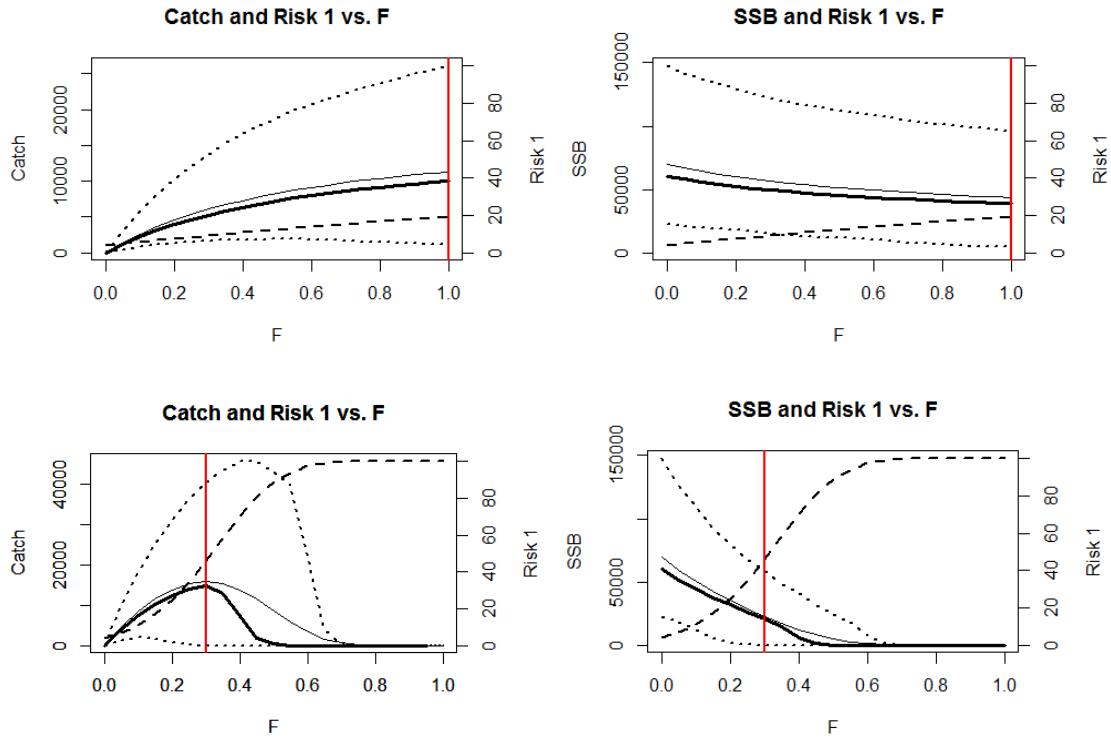 Catch and Risk 1 vs. F
Catch
0 10000 20000
0 20 40 60 80
Risk 1
0.0 0.2 0.4 0.6 0.8 1.0
F
SSB and Risk 1 vs. F
SSB
0 50000 150000
0 20 40 60 80
Risk 1
0.0 0.2 0.4 0.6 0.8 1.0
F
Catch and Risk 1 vs. F
Catch
0 20000 40000
0 20 40 60 80
Risk 1
0.0 0.2 0.4 0.6 0.8 1.0
F
SSB and Risk 1 vs. F
SSB
0 50000 150000
0 20 40 60 80
Risk 1
0.0 0.2 0.4 0.6 0.8 1.0
F